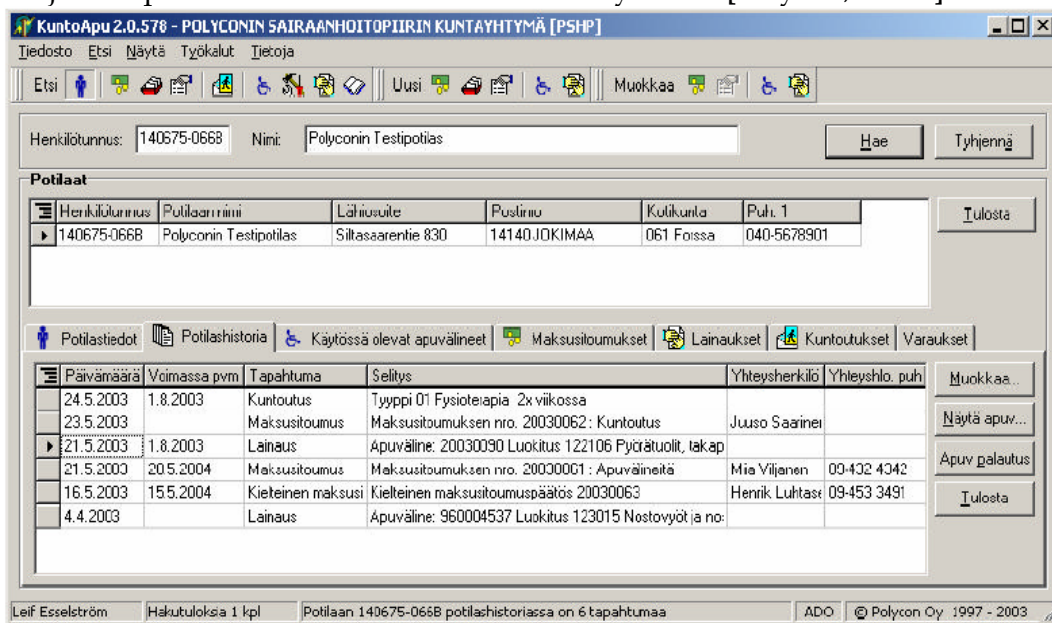 KuntoApu 2.0.578 - POLYCONIN SAIRAANHOITOPIIRIN KUNTAYHTYMÄ [PSHP]
Tiedosto Etsi Näytä Työkalut Tietoja
Etsi Uusi Muokkaa
Henkilötunnus: 140675-066B Nimi: Polyconin Testipotilas Hae Tyhjennä
Potilaat
Henkilötunnus Potilaan nimi Lähiosoite Postitmp Kotikunta Puh. 1 Tulosta
140675-066B Polyconin Testipotilas Siltasaarentie 830 14140 JOKIMAA 061 Forssa 040-5678901
Potilastiedot Potilashistoria Käytössä olevat apuvälineet Maksusitoumukset Lainaukset Kuntoutukset Varaukset
Päivämäärä Voimassa pvm Tapahtuma Selitys Yhteyshenkilö Yhteyshlo. puh Muokkaa...
24.5.2003 1.8.2003 Kuntoutus Tyyppi 01 Fysioterapia 2x viikossa
23.5.2003 Maksusitoumus Maksusitoumuksen nro. 20030062 : Kuntoutus Juuso Saarinen Näytä apuv...
21.5.2003 1.8.2003 Lainaus Apuväline: 20030090 Luokitus 122106 Pyörätuolit, takap
21.5.2003 20.5.2004 Maksusitoumus Maksusitoumuksen nro. 20030061 : Apuvälineitä Miia Viljanen 09-432 4342 Apuv palautus
16.5.2003 15.5.2004 Kielteinen maksusi Kielteinen maksusitoumuspäätös 20030063 Henrik Luhtase 09-453 3491 Tulosta
4.4.2003 Lainaus Apuväline: 960004537 Luokitus 123015 Nostovyöt ja no
Leif Esselström Hakutuloksia 1 kpl Potilaan 140675-066B potilashistoriassa on 6 tapahtumaa ADO © Polycon Oy 1997 - 2003